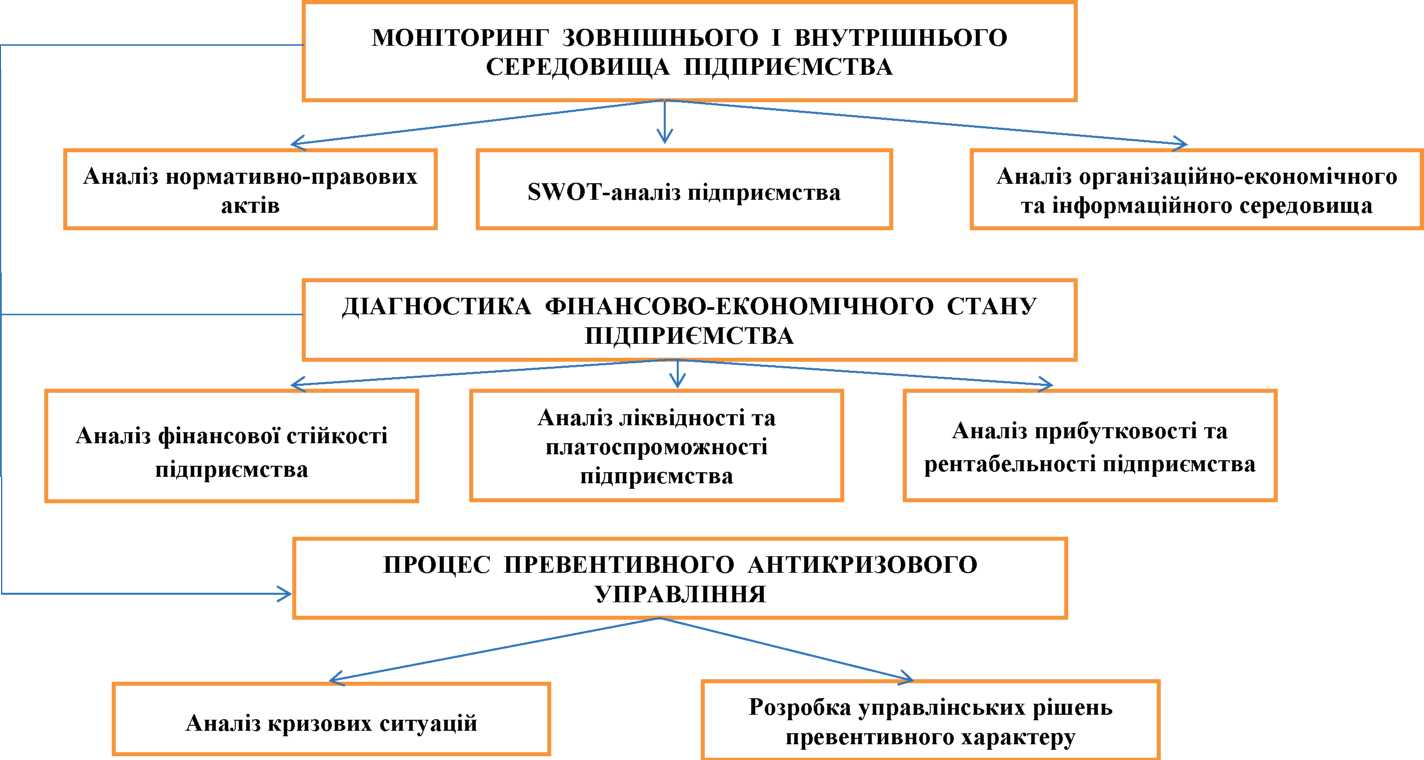 МОНІТОРИНГ ЗОВНІШНЬОГО І ВНУТРІШНЬОГО
СЕРЕДОВИЩА ПІДПРИЄМСТВА
Аналіз нормативно-правових
актів
SWOT-аналіз підприємства
Аналіз організаційно-економічного
та інформаційного середовища
ДІАГНОСТИКА ФІНАНСОВО-ЕКОНОМІЧНОГО СТАНУ
ПІДПРИЄМСТВА
Аналіз фінансової стійкості
підприємства
Аналіз ліквідності та
платоспроможності
підприємства
Аналіз прибутковості та
рентабельності підприємства
ПРОЦЕС ПРЕВЕНТИВНОГО АНТИКРИЗОВОГО
УПРАВЛІННЯ
Аналіз кризових ситуацій
Розробка управлінських рішень
превентивного характеру